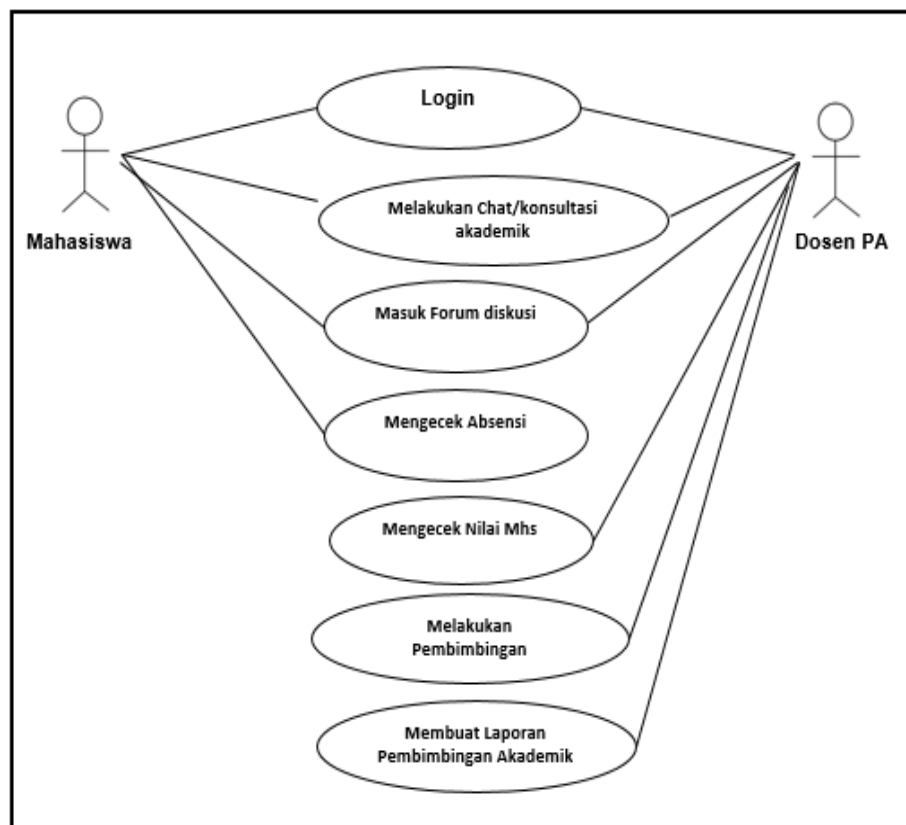 Login
Mahasiswa
Melakukan Chat/konsultasi
akademik
Dosen PA
Masuk Forum diskusi
Mengecek Absensi
Mengecek Nilai Mhs
Melakukan
Pembimbingan
Membuat Laporan
Pembimbingan Akademik